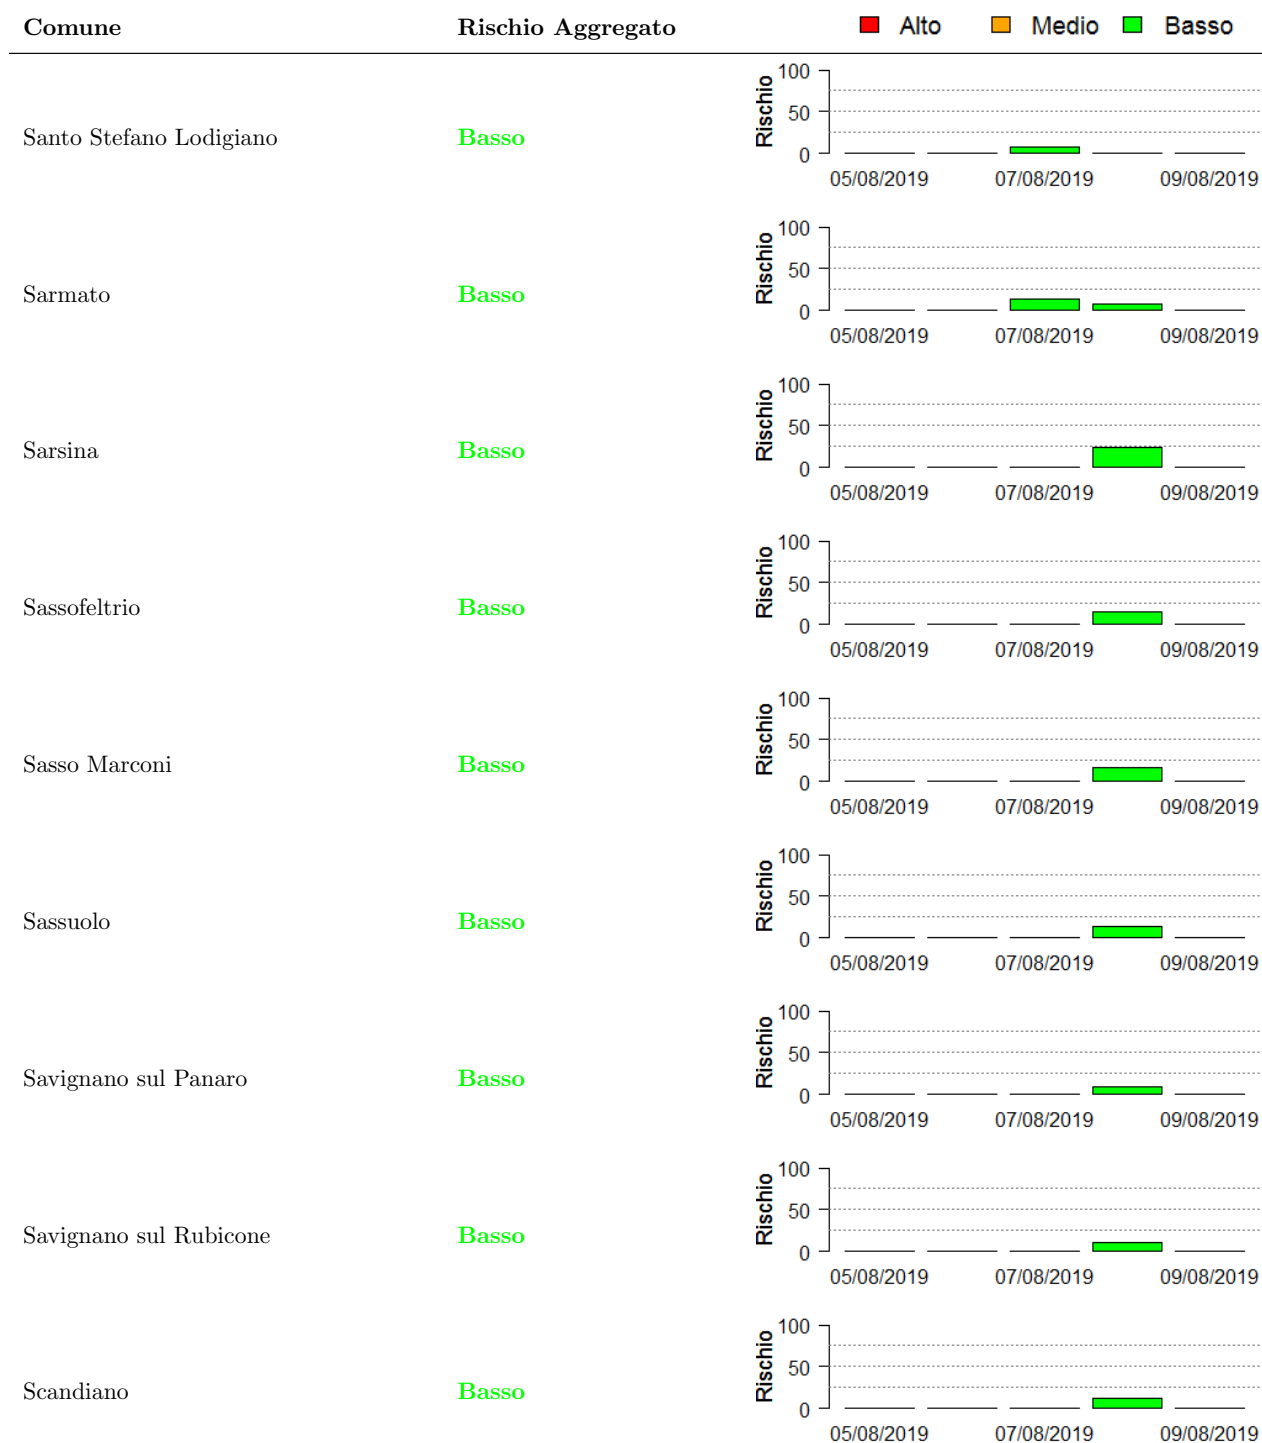 Comune Rischio Aggregato Alto Medio Basso
Santo Stefano Lodigiano Basso
Rischio
100
50
0
05/08/2019 07/08/2019 09/08/2019
Sarmato Basso
Rischio
100
50
0
05/08/2019 07/08/2019 09/08/2019
Sarsina Basso
Rischio
100
50
0
05/08/2019 07/08/2019 09/08/2019
Sassofeltrio Basso
Rischio
100
50
0
05/08/2019 07/08/2019 09/08/2019
Sasso Marconi Basso
Rischio
100
50
0
05/08/2019 07/08/2019 09/08/2019
Sassuolo Basso
Rischio
100
50
0
05/08/2019 07/08/2019 09/08/2019
Savignano sul Panaro Basso
Rischio
100
50
0
05/08/2019 07/08/2019 09/08/2019
Savignano sul Rubicone Basso
Rischio
100
50
0
05/08/2019 07/08/2019 09/08/2019
Scandiano Basso
Rischio
100
50
0
05/08/2019 07/08/2019 09/08/2019